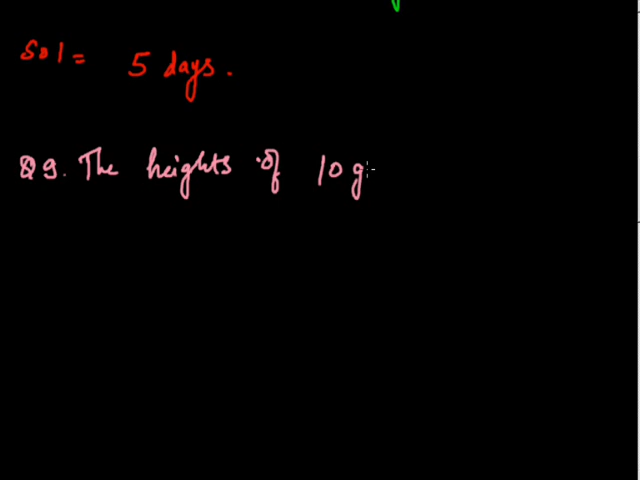 Sol = 5 days.
Q9. The heights of 10 g